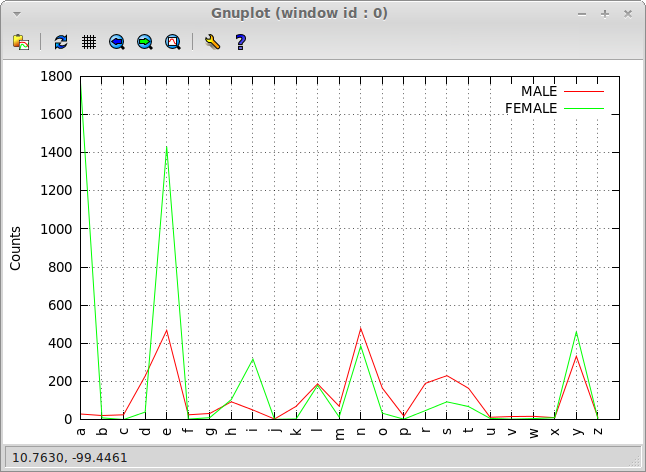 Gnuplot (window id : 0)
MALE
FEMALE
Counts
1800
1600
1400
1200
1000
800
600
400
200
0
a b c d e f g h i j k l m n o p r s t u v w x y z
10.7630, -99.4461